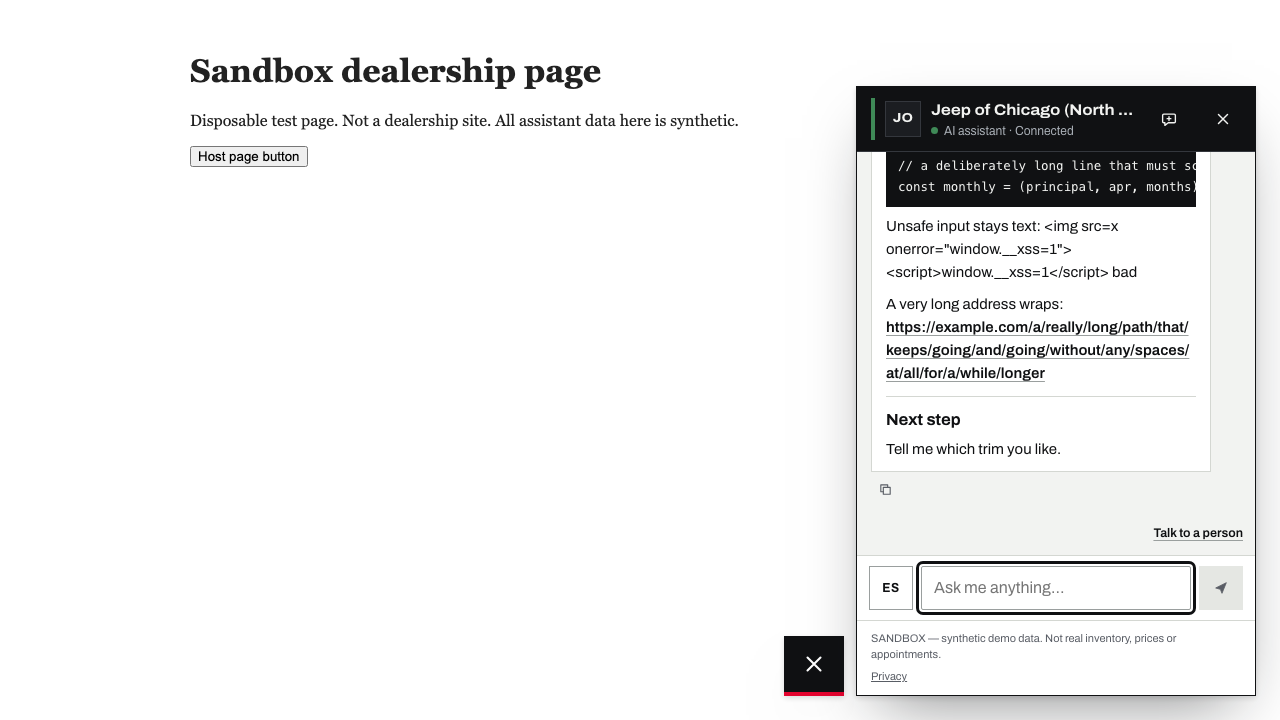 Sandbox dealership page
Disposable test page. Not a dealership site. All assistant data here is synthetic.
Host page button
JO
Jeep of Chicago (North ...
AI assistant · Connected
// a deliberately long line that must sc
const monthly = (principal, apr, months)
Unsafe input stays text: <img src=x
onerror="window.__xss=1">
<script>window.__xss=1</script> bad
A very long address wraps:
https://example.com/a/really/long/path/that/
keeps/going/and/going/without/any/spaces/
at/all/for/a/while/longer
Next step
Tell me which trim you like.
Talk to a person
ES
Ask me anything...
SANDBOX — synthetic demo data. Not real inventory, prices or
appointments.
Privacy